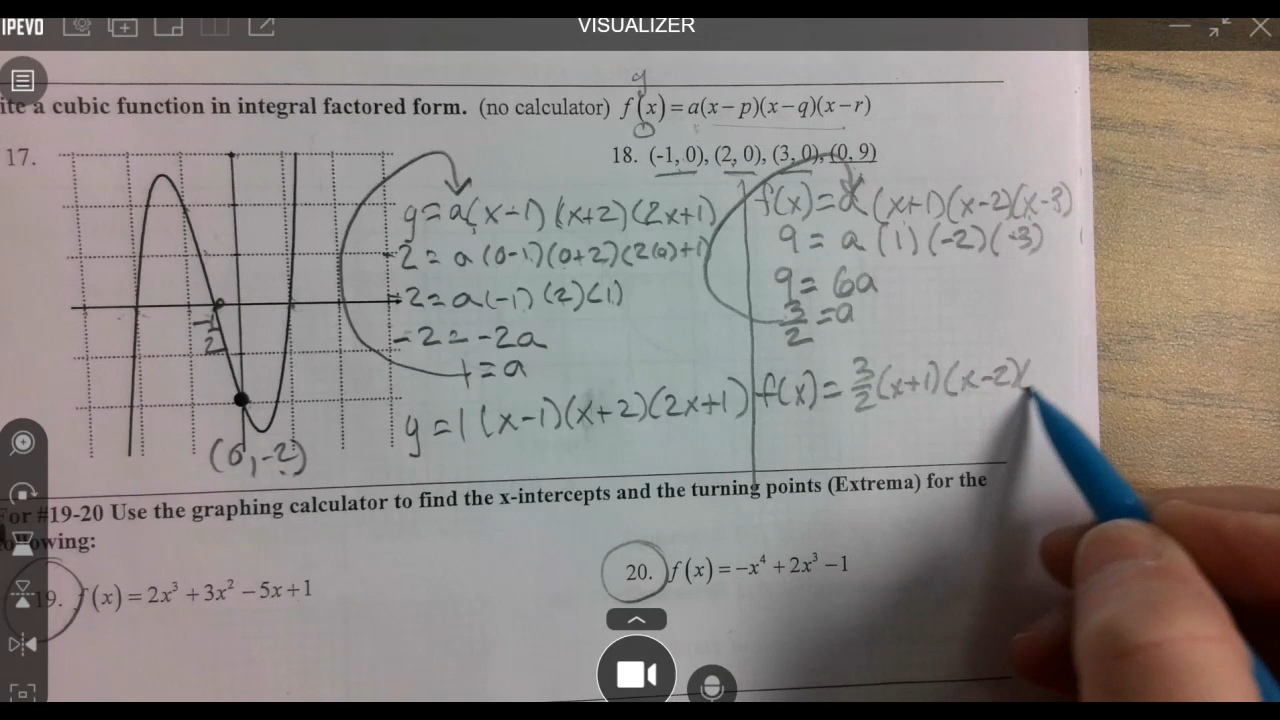 IPEVO
VISUALIZER
ite a cubic function in integral factored form. (no calculator) f(x) = a(x − p)(x − q)(x − r)
y
17.
18. (-1, 0), (2, 0), (3, 0), (0, 9)
y = a(x-1)(x+2)(2x+1)
-2 = a(0-1)(0+2)(2(0)+1)
-2 = a(-1)(2)(1)
-2 = -2a
1 = a
y = 1(x-1)(x+2)(2x+1)
-1/2
(0,-2)
f(x) = a(x+1)(x-2)(x-3)
9 = a(1)(-2)(-3)
9 = 6a
3/2 = a
f(x) = 3/2(x+1)(x-2)(
For #19-20 Use the graphing calculator to find the x-intercepts and the turning points (Extrema) for the
following:
19. f(x) = 2x³ + 3x² − 5x + 1
20. f(x) = −x⁴ + 2x³ − 1